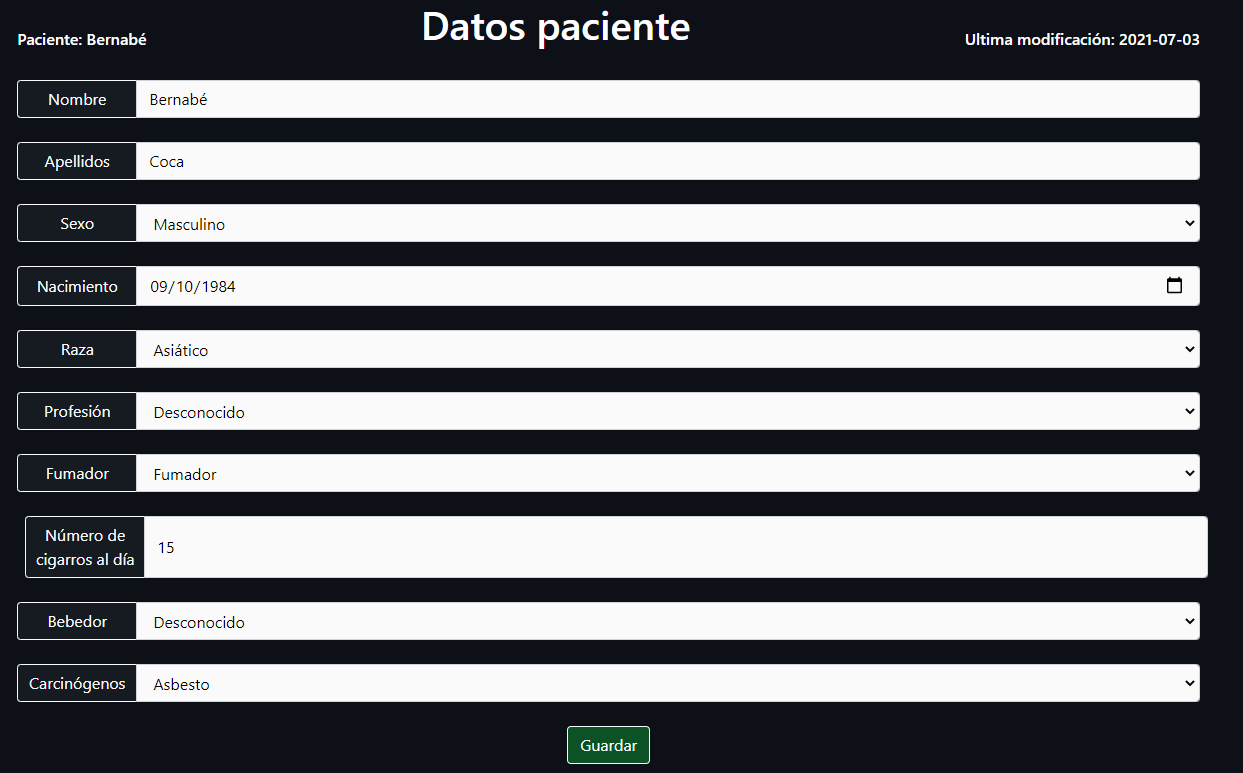 Datos paciente
Paciente: Bernabé
Ultima modificación: 2021-07-03
Nombre Bernabé
Apellidos Coca
Sexo Masculino
Nacimiento 09/10/1984
Raza Asiático
Profesión Desconocido
Fumador Fumador
Número de
cigarros al día 15
Bebedor Desconocido
Carcinógenos Asbesto
Guardar